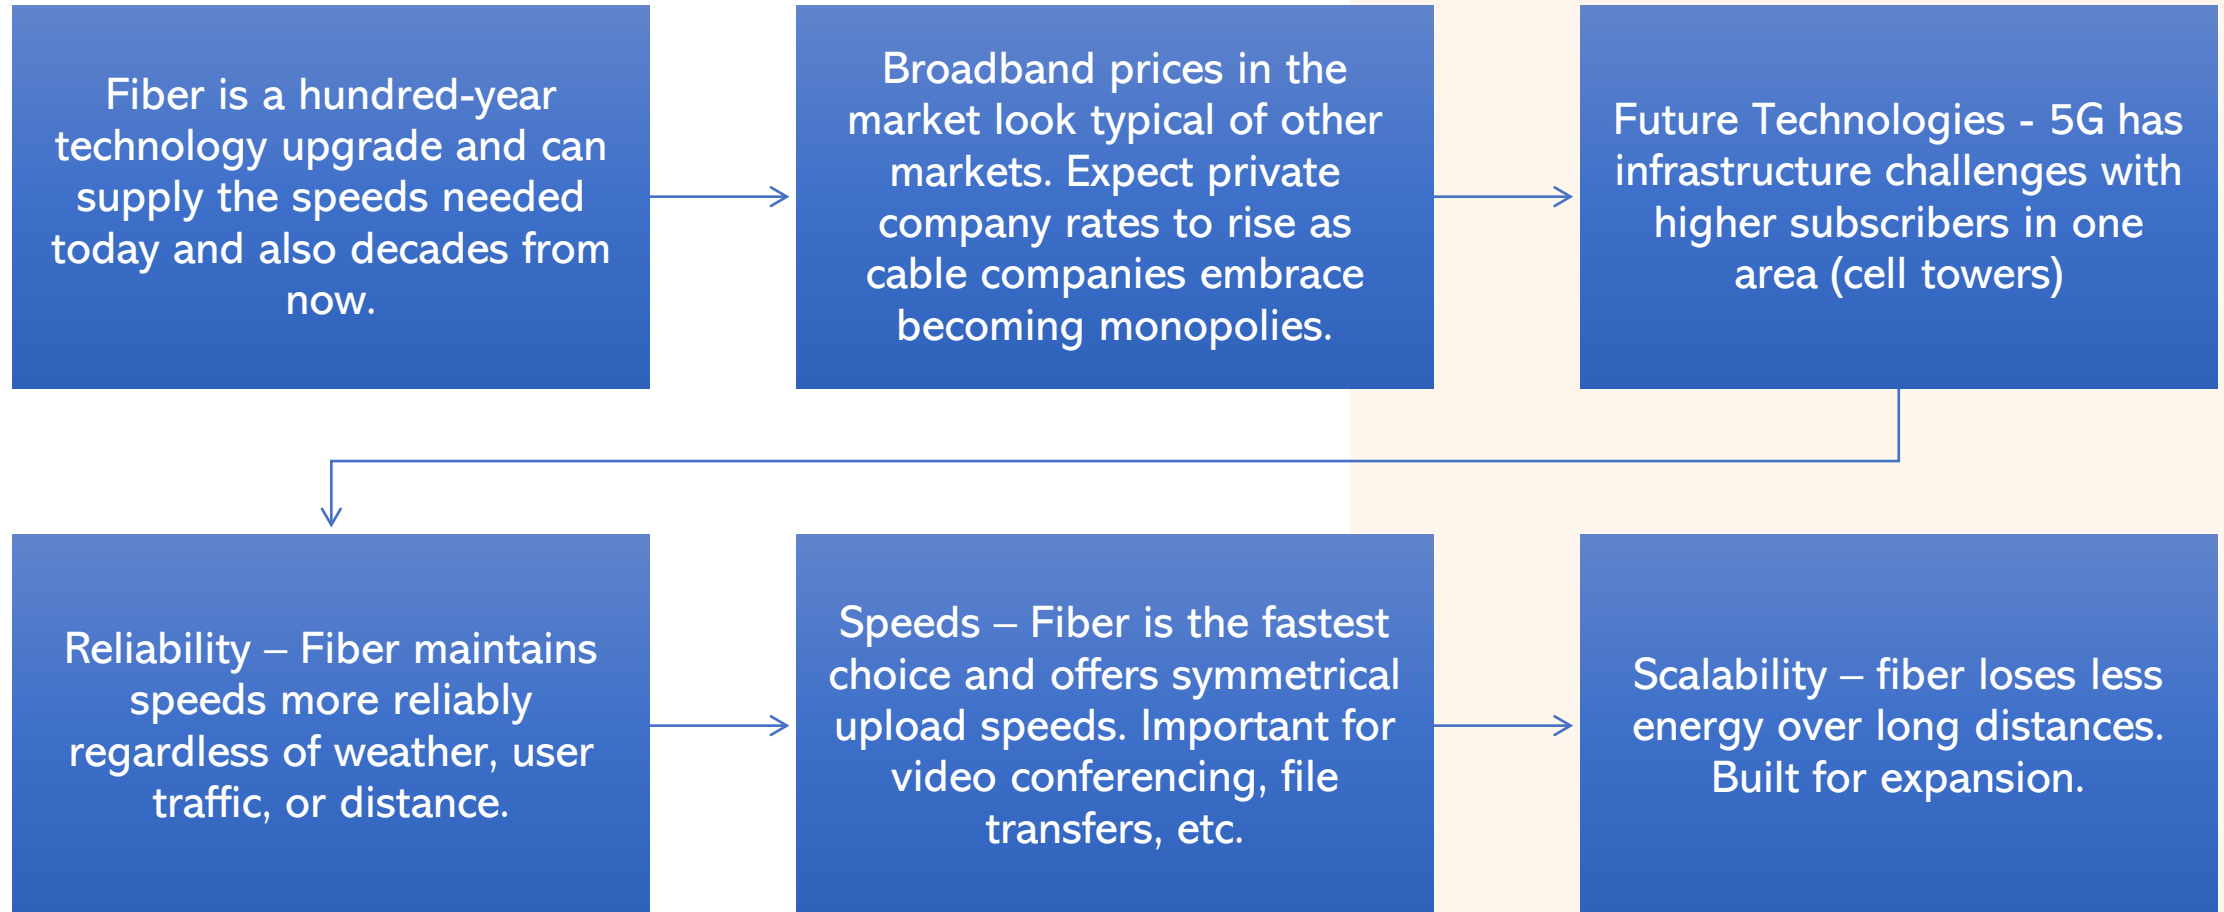 Fiber is a hundred-year
technology upgrade and can
supply the speeds needed
today and also decades from
now.
Broadband prices in the
market look typical of other
markets. Expect private
company rates to rise as
cable companies embrace
becoming monopolies.
Future Technologies - 5G has
infrastructure challenges with
higher subscribers in one
area (cell towers)
Reliability – Fiber maintains
speeds more reliably
regardless of weather, user
traffic, or distance.
Speeds – Fiber is the fastest
choice and offers symmetrical
upload speeds. Important for
video conferencing, file
transfers, etc.
Scalability – fiber loses less
energy over long distances.
Built for expansion.